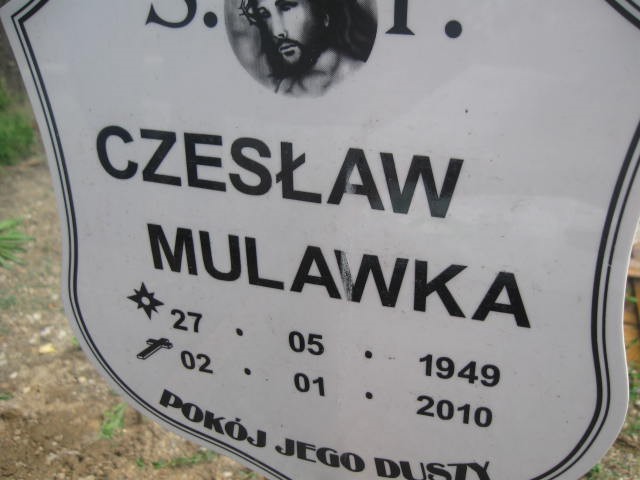 Ś. P.
CZESŁAW
MULAWKA
27 . 05 . 1949
02 . 01 . 2010
POKÓJ JEGO DUSZY